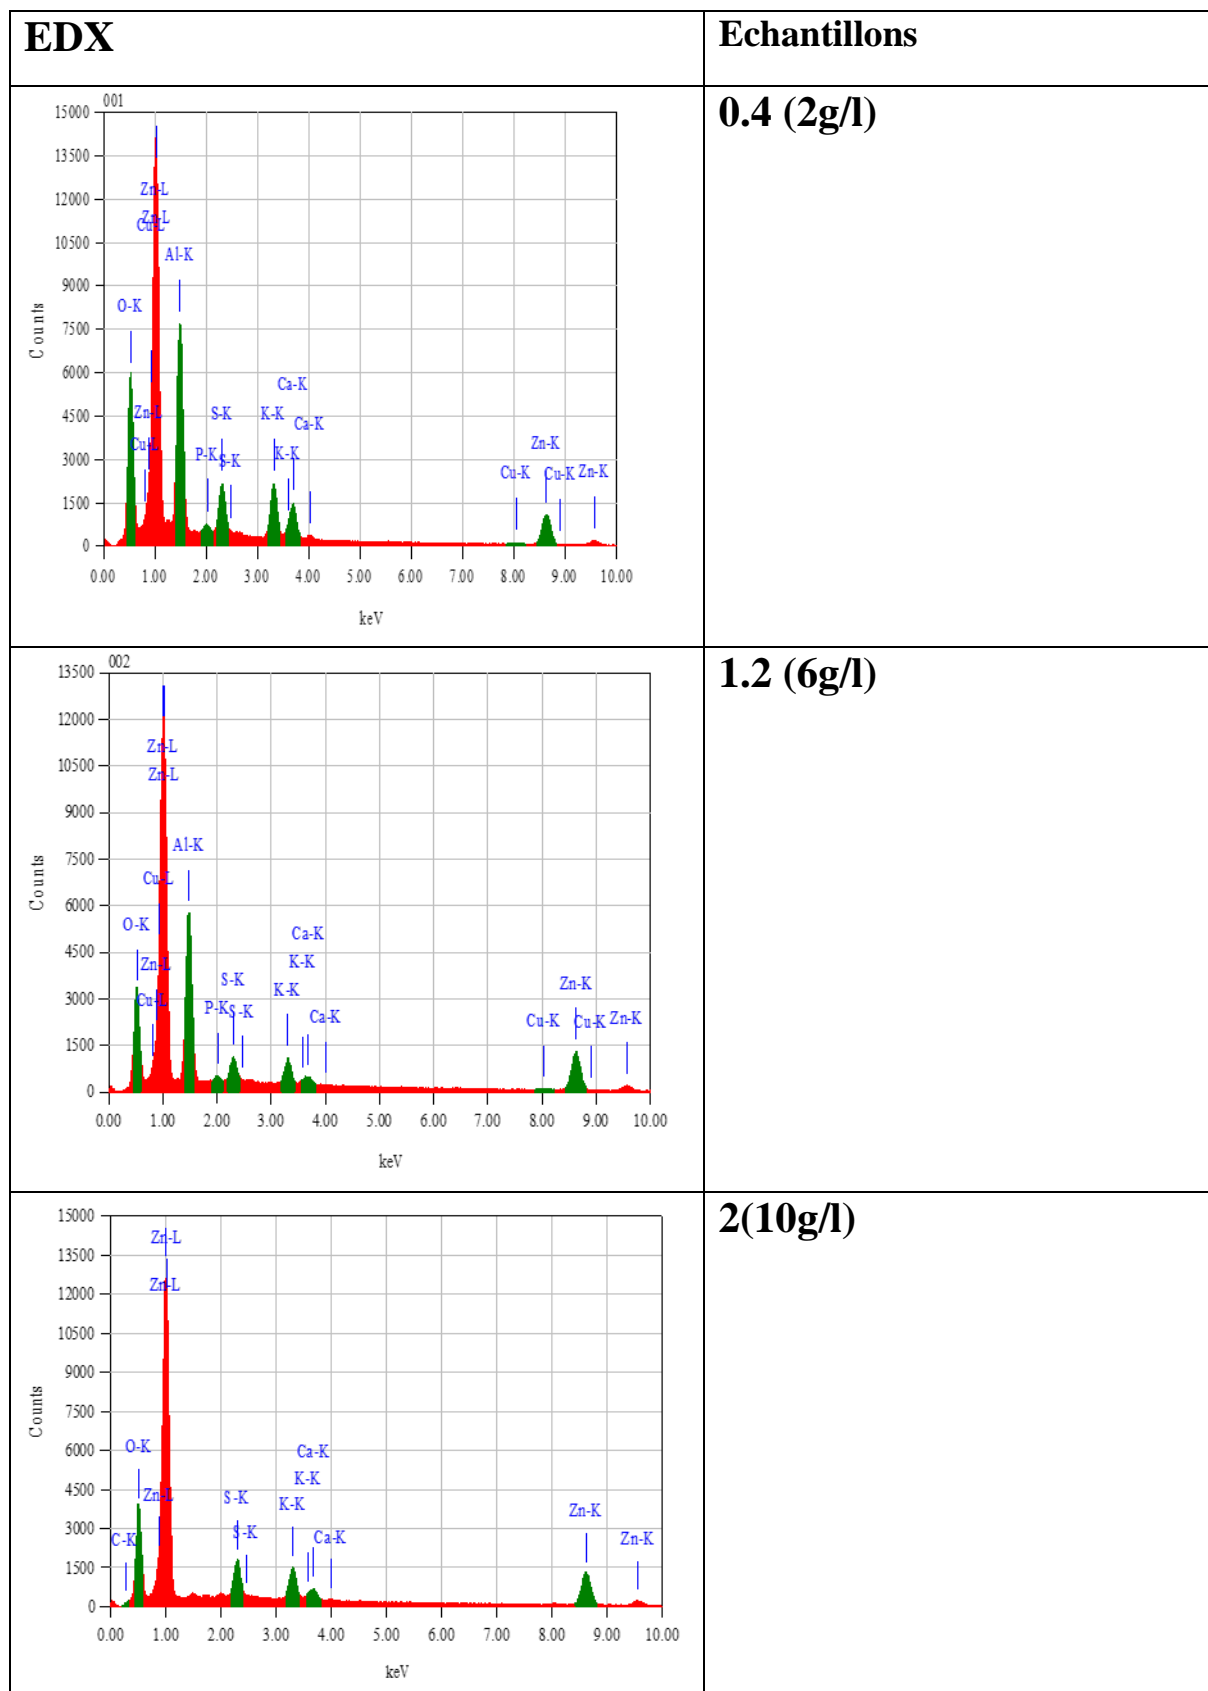 EDX
Echantillons
001
15000
13500
12000
10500
9000
7500
6000
4500
3000
1500
0
Counts
Zn-L
Zn-L
Cu-L
Al-K
O-K
Ca-K
Zn-L
S-K
K-K
Ca-K
Cu-L
P-K
S-K
K-K
Zn-K
Cu-K
Cu-K
Zn-K
0.00 1.00 2.00 3.00 4.00 5.00 6.00 7.00 8.00 9.00 10.00
keV
0.4 (2g/l)
002
13500
12000
10500
9000
7500
6000
4500
3000
1500
0
Counts
Zn-L
Zn-L
Al-K
Cu-L
O-K
Ca-K
Zn-L
K-K
S-K
K-K
Zn-K
Cu-L
P-K
S-K
Ca-K
Cu-K
Cu-K
Zn-K
0.00 1.00 2.00 3.00 4.00 5.00 6.00 7.00 8.00 9.00 10.00
keV
1.2 (6g/l)
15000
13500
12000
10500
9000
7500
6000
4500
3000
1500
0
Counts
Zn-L
Zn-L
O-K
Ca-K
K-K
Zn-L
S-K
K-K
Zn-K
C-K
S-K
Ca-K
Zn-K
0.00 1.00 2.00 3.00 4.00 5.00 6.00 7.00 8.00 9.00 10.00
keV
2(10g/l)